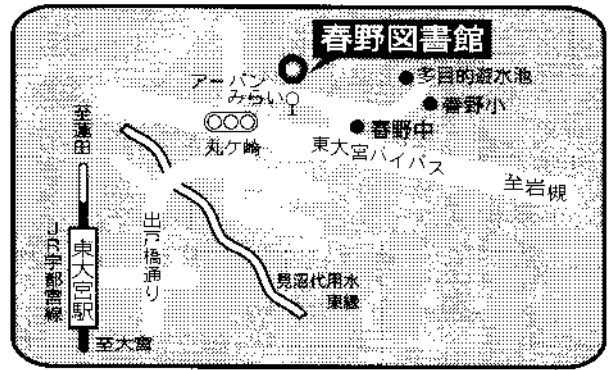 春野図書館
多目的遊水池
アーバン
みらい
春野小
春野中
丸ケ崎
東大宮バイパス
至岩槻
至蓮田
JR宇都宮線
東大宮駅
出戸橋通り
見沼代用水
東縁
至大宮